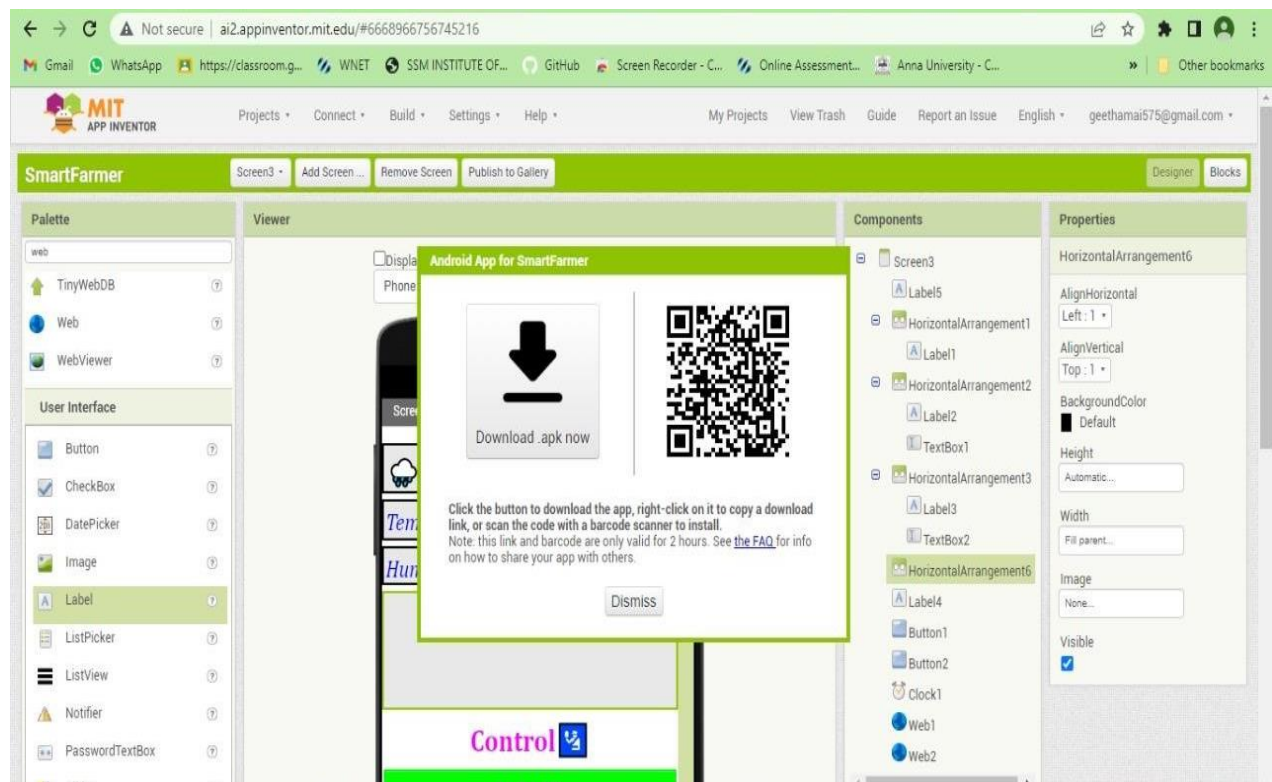 Not secure | ai2.appinventor.mit.edu/#6668966756745216
Gmail WhatsApp https://classroom.g... WNET SSM INSTITUTE OF... GitHub Screen Recorder - C... Online Assessment... Anna University - C... » Other bookmarks
MIT
APP INVENTOR
Projects Connect Build Settings Help My Projects View Trash Guide Report an Issue English geethamai575@gmail.com
SmartFarmer Screen3 Add Screen ... Remove Screen Publish to Gallery Designer Blocks
Palette
web
TinyWebDB
Web
WebViewer
User Interface
Button
CheckBox
DatePicker
Image
Label
ListPicker
ListView
Notifier
PasswordTextBox
Viewer
Displa
Phone
Scree
Tem
Hun
Control
Android App for SmartFarmer
Download .apk now
Click the button to download the app, right-click on it to copy a download
link, or scan the code with a barcode scanner to install.
Note: this link and barcode are only valid for 2 hours. See the FAQ for info
on how to share your app with others.
Dismiss
Components
Screen3
Label5
HorizontalArrangement1
Label1
HorizontalArrangement2
Label2
TextBox1
HorizontalArrangement3
Label3
TextBox2
HorizontalArrangement6
Label4
Button1
Button2
Clock1
Web1
Web2
Properties
HorizontalArrangement6
AlignHorizontal
Left : 1
AlignVertical
Top : 1
BackgroundColor
Default
Height
Automatic...
Width
Fill parent...
Image
None...
Visible